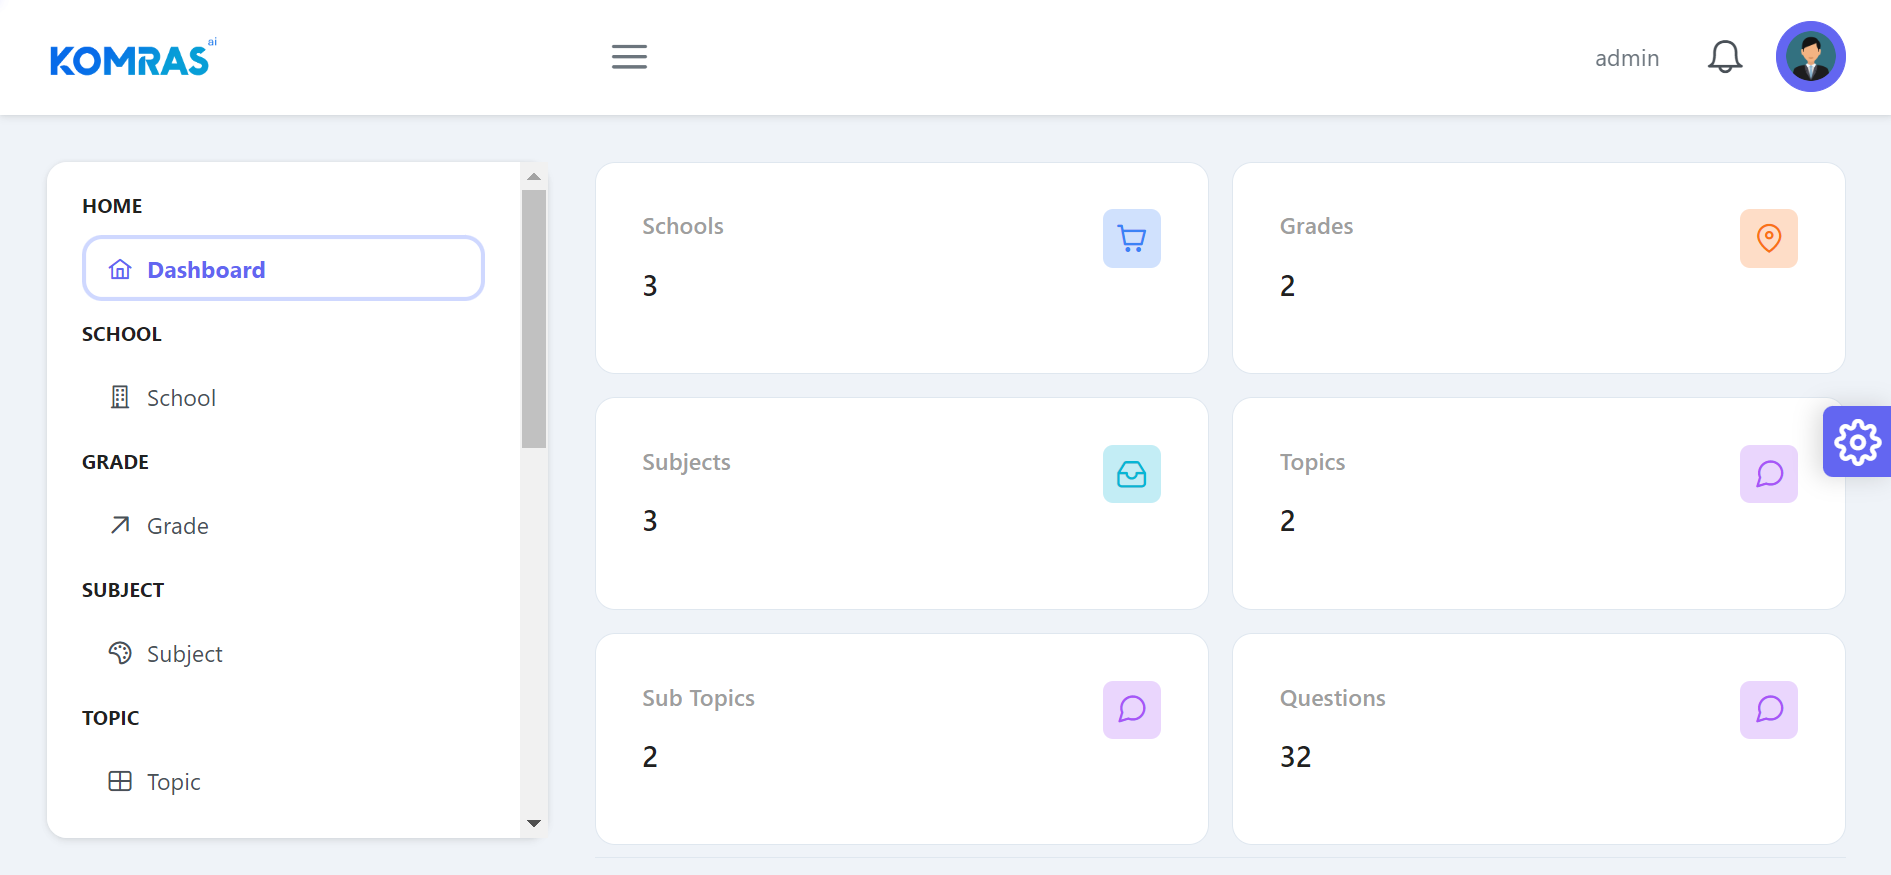 KOMRAS ai
admin
HOME
Dashboard
SCHOOL
School
GRADE
Grade
SUBJECT
Subject
TOPIC
Topic
Schools
3
Grades
2
Subjects
3
Topics
2
Sub Topics
2
Questions
32